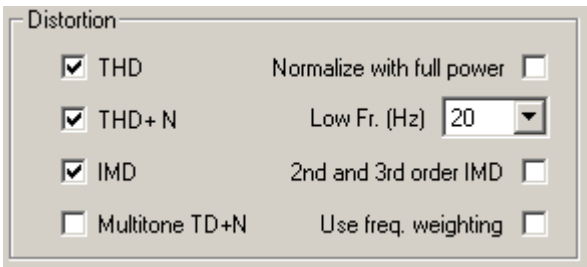 Distortion
THD Normalize with full power
THD+ N Low Fr. (Hz) 20
IMD 2nd and 3rd order IMD
Multitone TD+N Use freq. weighting